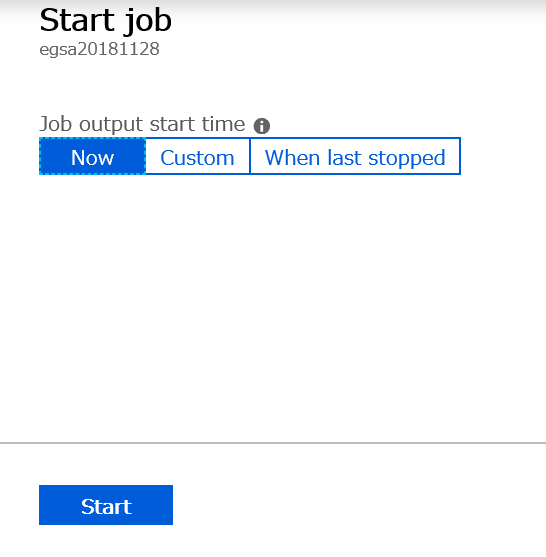 Start job
egsa20181128
Job output start time
Now Custom When last stopped
Start